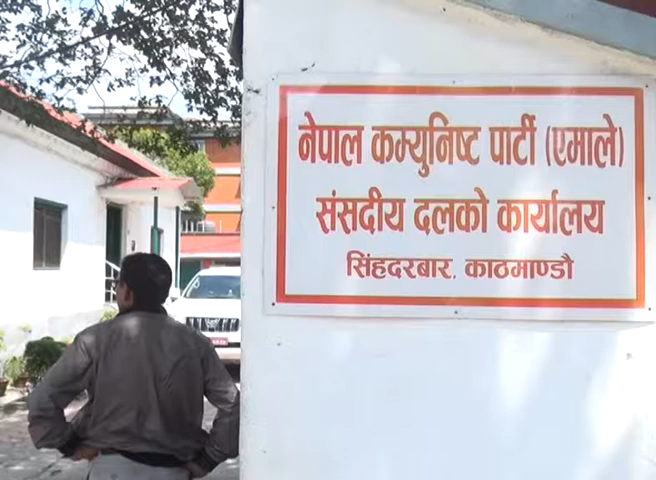 नेपाल कम्युनिष्ट पार्टी (एमाले)
संसदीय दलको कार्यालय
सिंहदरबार, काठमाण्डौ